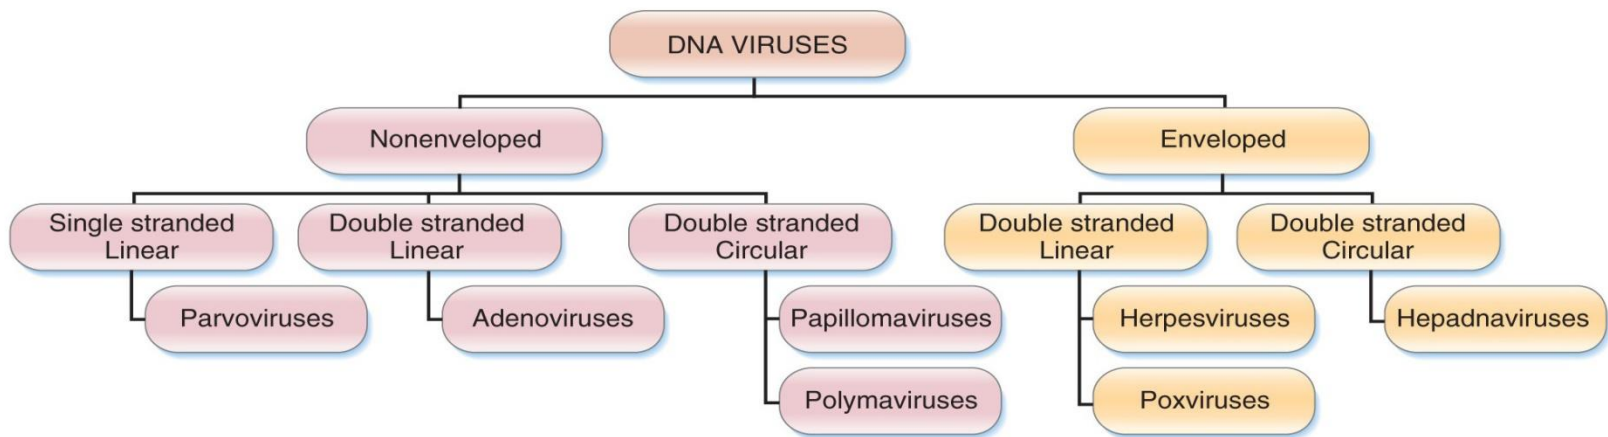 DNA VIRUSES
Nonenveloped
Enveloped
Single stranded
Linear
Double stranded
Linear
Double stranded
Circular
Double stranded
Linear
Double stranded
Circular
Parvoviruses
Adenoviruses
Papillomaviruses
Herpesviruses
Hepadnaviruses
Polymaviruses
Poxviruses